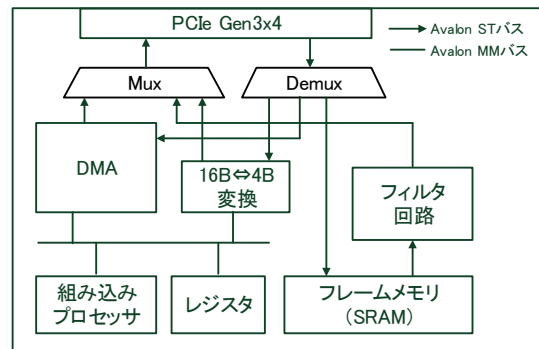 PCIe Gen3x4
Avalon STバス
Avalon MMバス
Mux
Demux
DMA
16B⇔4B
変換
フィルタ
回路
組み込み
プロセッサ
レジスタ
フレームメモリ
(SRAM)